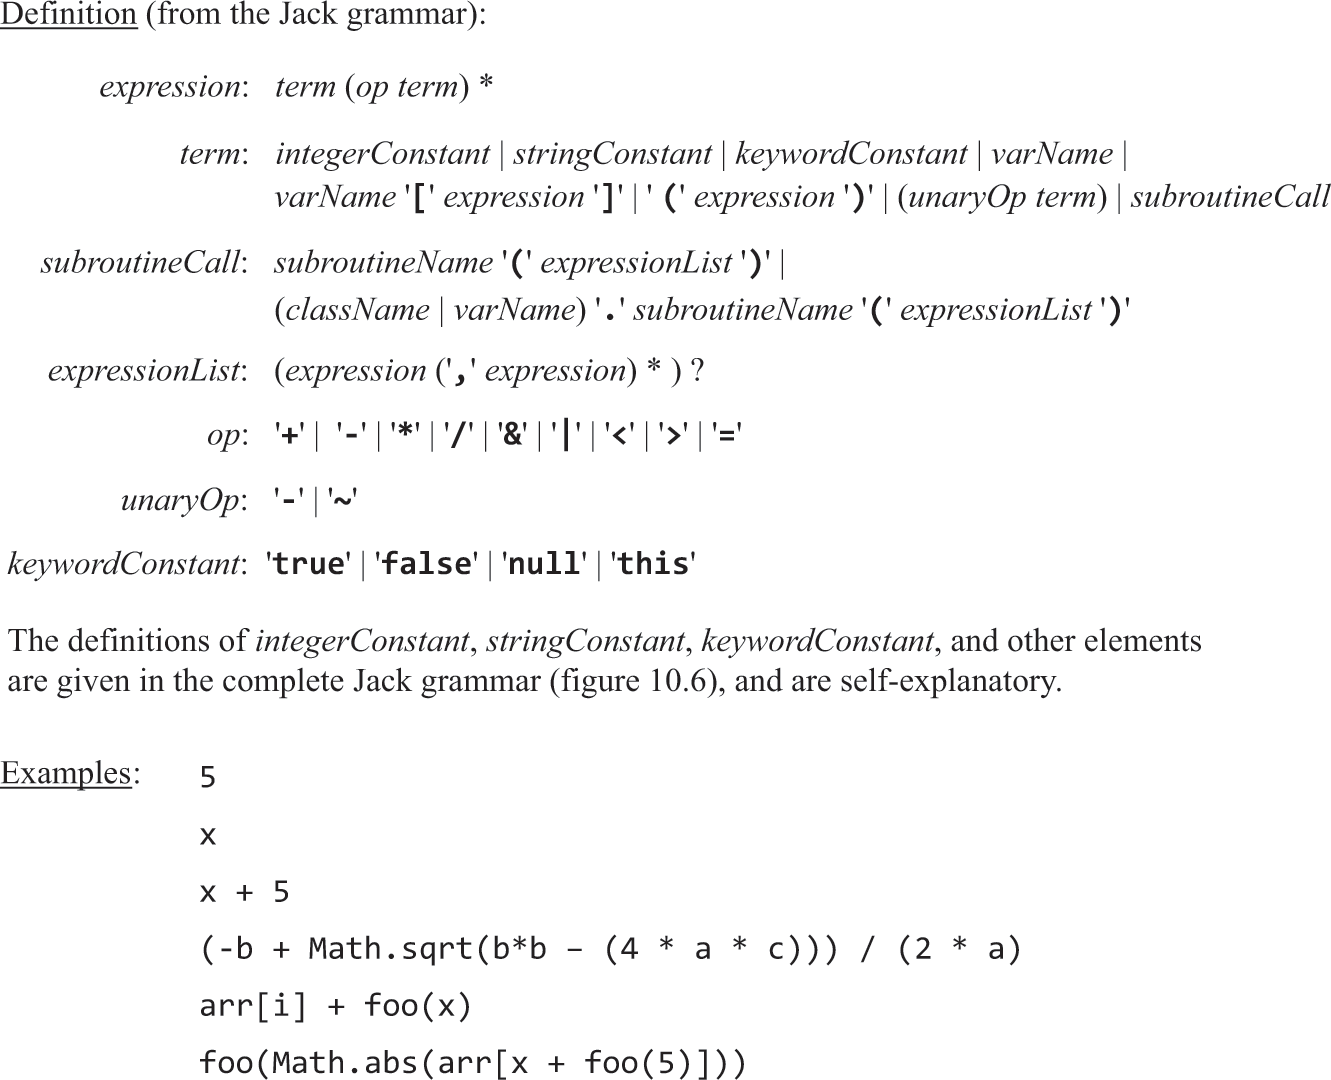 Definition (from the Jack grammar):
expression: term (op term) *
term: integerConstant | stringConstant | keywordConstant | varName |
varName '[' expression ']' | ' (' expression ')' | (unaryOp term) | subroutineCall
subroutineCall: subroutineName '(' expressionList ')' |
(className | varName) '.' subroutineName '(' expressionList ')'
expressionList: (expression (',' expression) * ) ?
op: '+' | '-' | '*' | '/' | '&' | '|' | '<' | '>' | '='
unaryOp: '-' | '~'
keywordConstant: 'true' | 'false' | 'null' | 'this'
The definitions of integerConstant, stringConstant, keywordConstant, and other elements
are given in the complete Jack grammar (figure 10.6), and are self-explanatory.
Examples: 5
x
x + 5
(-b + Math.sqrt(b*b – (4 * a * c))) / (2 * a)
arr[i] + foo(x)
foo(Math.abs(arr[x + foo(5)]))